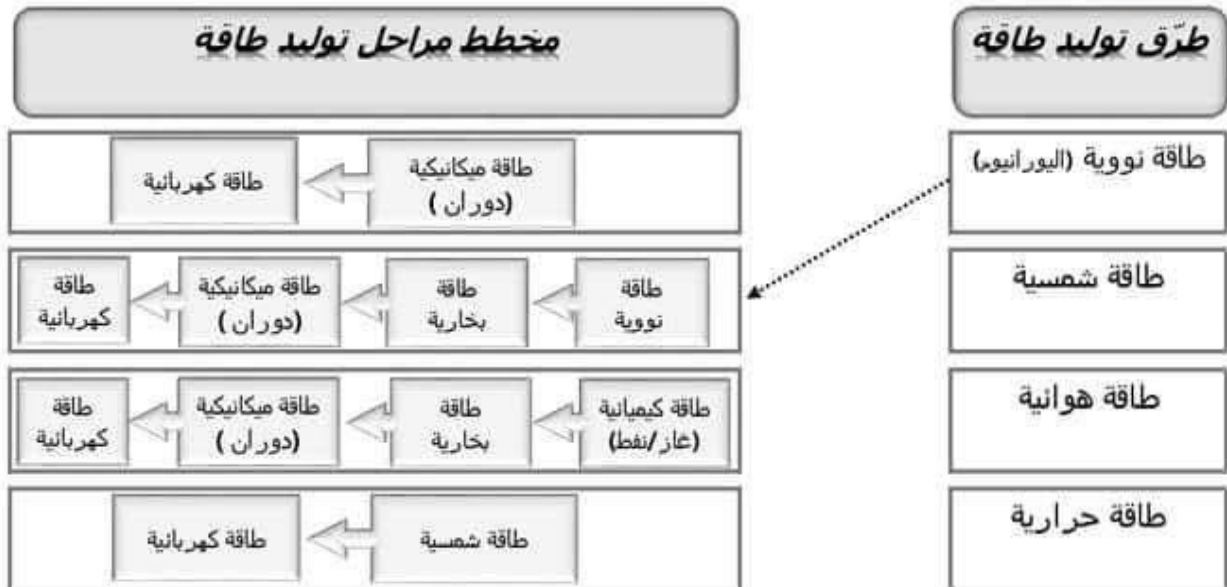 طرّق توليد طاقة
مخطط مراحل توليد طاقة
طاقة نووية (اليورانيوم)
طاقة ميكانيكية
(دوران)
طاقة كهربائية
طاقة شمسية
طاقة
نووية
طاقة
بخارية
طاقة ميكانيكية
(دوران)
طاقة
كهربائية
طاقة هوائية
طاقة كيميائية
(غاز/نفط)
طاقة
بخارية
طاقة ميكانيكية
(دوران)
طاقة
كهربائية
طاقة حرارية
طاقة شمسية
طاقة كهربائية